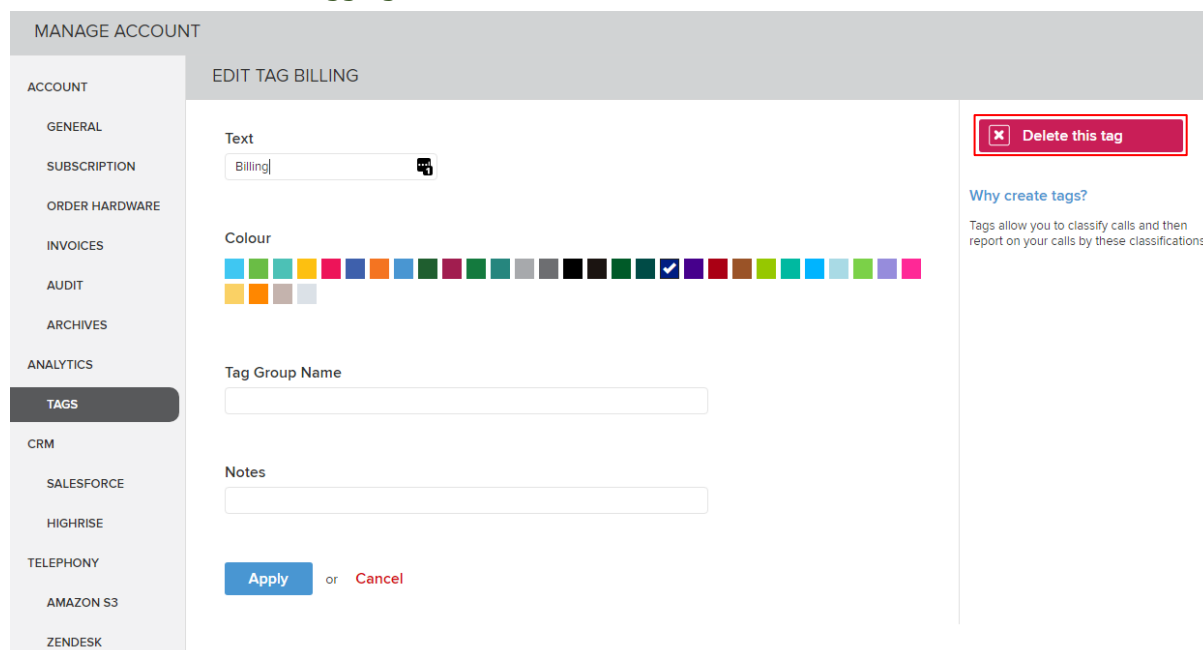 MANAGE ACCOUNT
ACCOUNT
GENERAL
SUBSCRIPTION
ORDER HARDWARE
INVOICES
AUDIT
ARCHIVES
ANALYTICS
TAGS
CRM
SALESFORCE
HIGHRISE
TELEPHONY
AMAZON S3
ZENDESK
EDIT TAG BILLING
Text
Billing
1
Colour
Tag Group Name
Notes
Apply or Cancel
Delete this tag
Why create tags?
Tags allow you to classify calls and then
report on your calls by these classifications